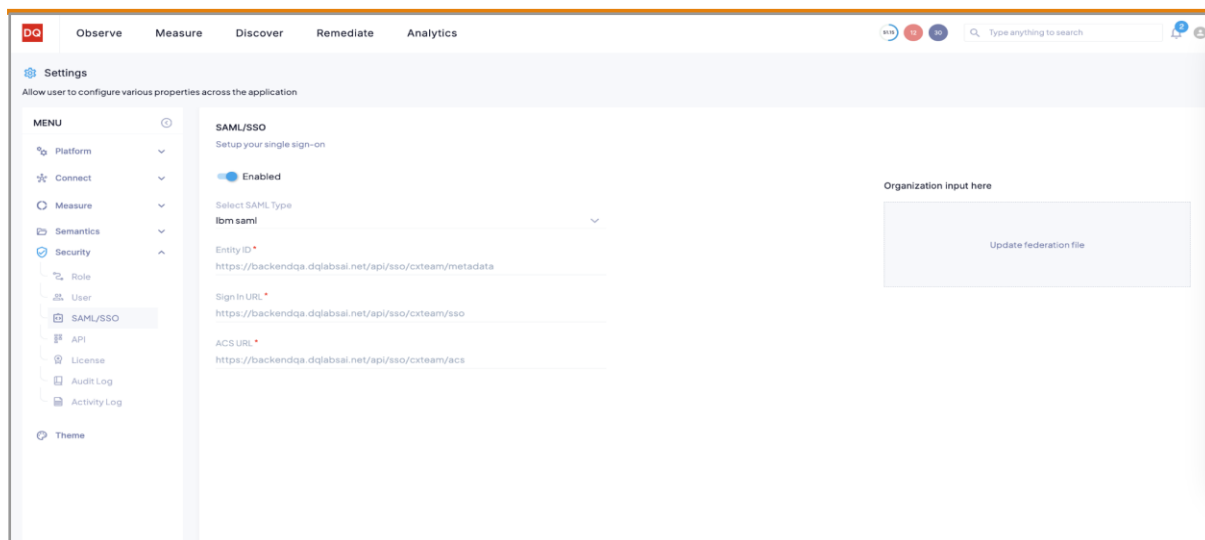 DQ Observe Measure Discover Remediate Analytics 12 30 Type anything to search 2
Settings
Allow user to configure various properties across the application
MENU
Platform
Connect
Measure
Semantics
Security
Role
User
SAML/SSO
API
License
Audit Log
Activity Log
Theme
SAML/SSO
Setup your single sign-on
Enabled
Select SAML Type
Ibm saml
Entity ID *
https://backendqa.dqlabsai.net/api/sso/cxteam/metadata
Sign In URL *
https://backendqa.dqlabsai.net/api/sso/cxteam/sso
ACS URL *
https://backendqa.dqlabsai.net/api/sso/cxteam/acs
Organization input here
Update federation file